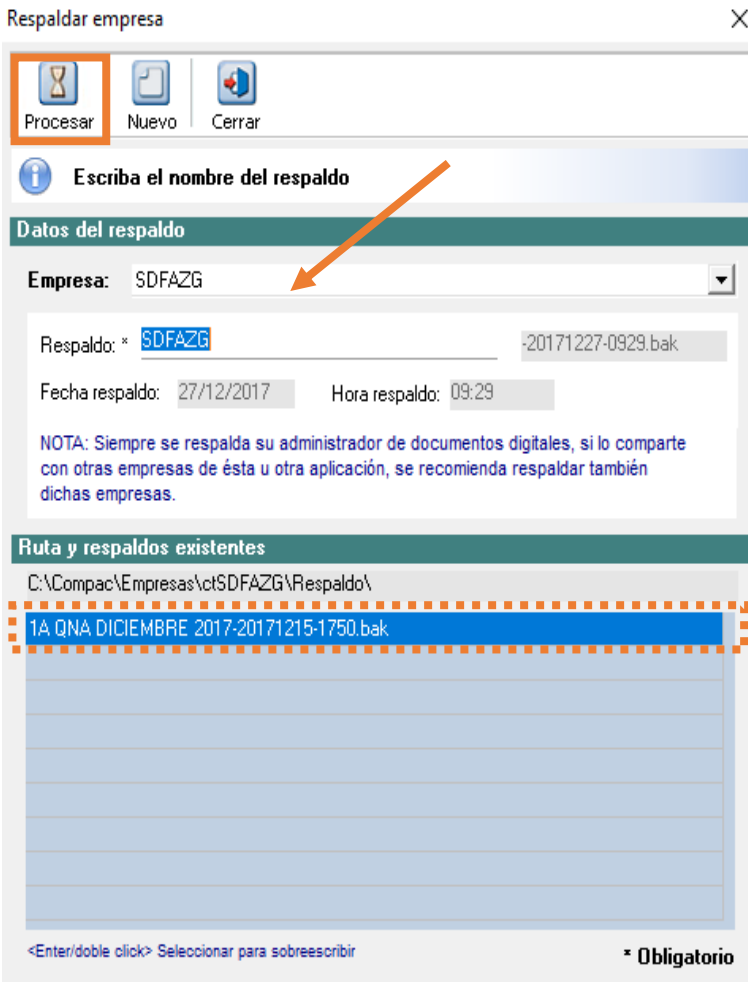 Respaldar empresa
Procesar Nuevo Cerrar
Escriba el nombre del respaldo
Datos del respaldo
Empresa: SDFAZG
Respaldo: * SDFAZG -20171227-0929.bak
Fecha respaldo: 27/12/2017 Hora respaldo: 09:29
NOTA: Siempre se respalda su administrador de documentos digitales, si lo comparte
con otras empresas de ésta u otra aplicación, se recomienda respaldar también
dichas empresas.
Ruta y respaldos existentes
C:\Compac\Empresas\ctSDFAZG\Respaldo\
1A QNA DICIEMBRE 2017-20171215-1750.bak
<Enter/doble click> Seleccionar para sobreescribir * Obligatorio